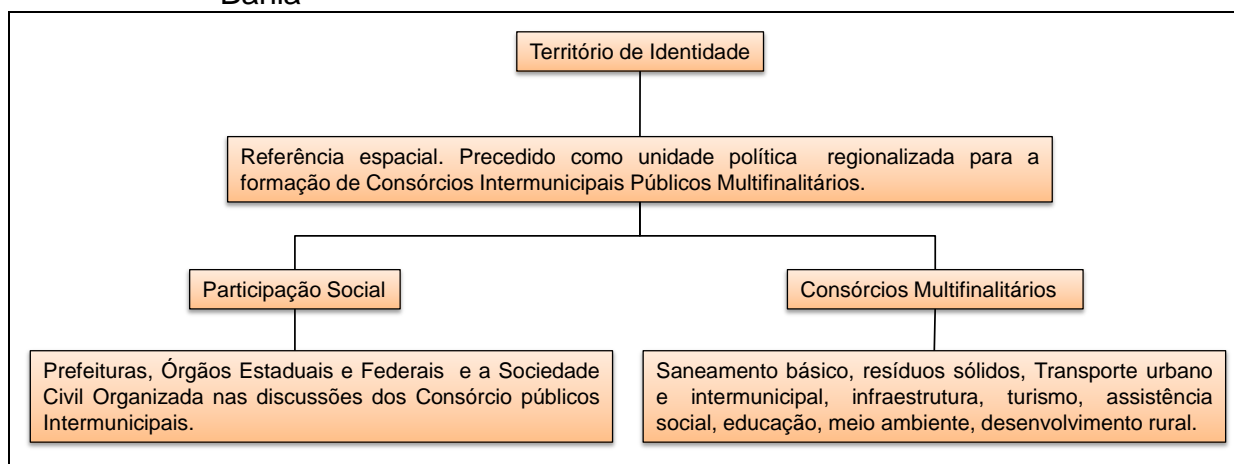 Bahia
Território de Identidade
Referência espacial. Precedido como unidade política regionalizada para a
formação de Consórcios Intermunicipais Públicos Multifinalitários.
Participação Social
Consórcios Multifinalitários
Prefeituras, Órgãos Estaduais e Federais e a Sociedade
Civil Organizada nas discussões dos Consórcio públicos
Intermunicipais.
Saneamento básico, resíduos sólidos, Transporte urbano
e intermunicipal, infraestrutura, turismo, assistência
social, educação, meio ambiente, desenvolvimento rural.